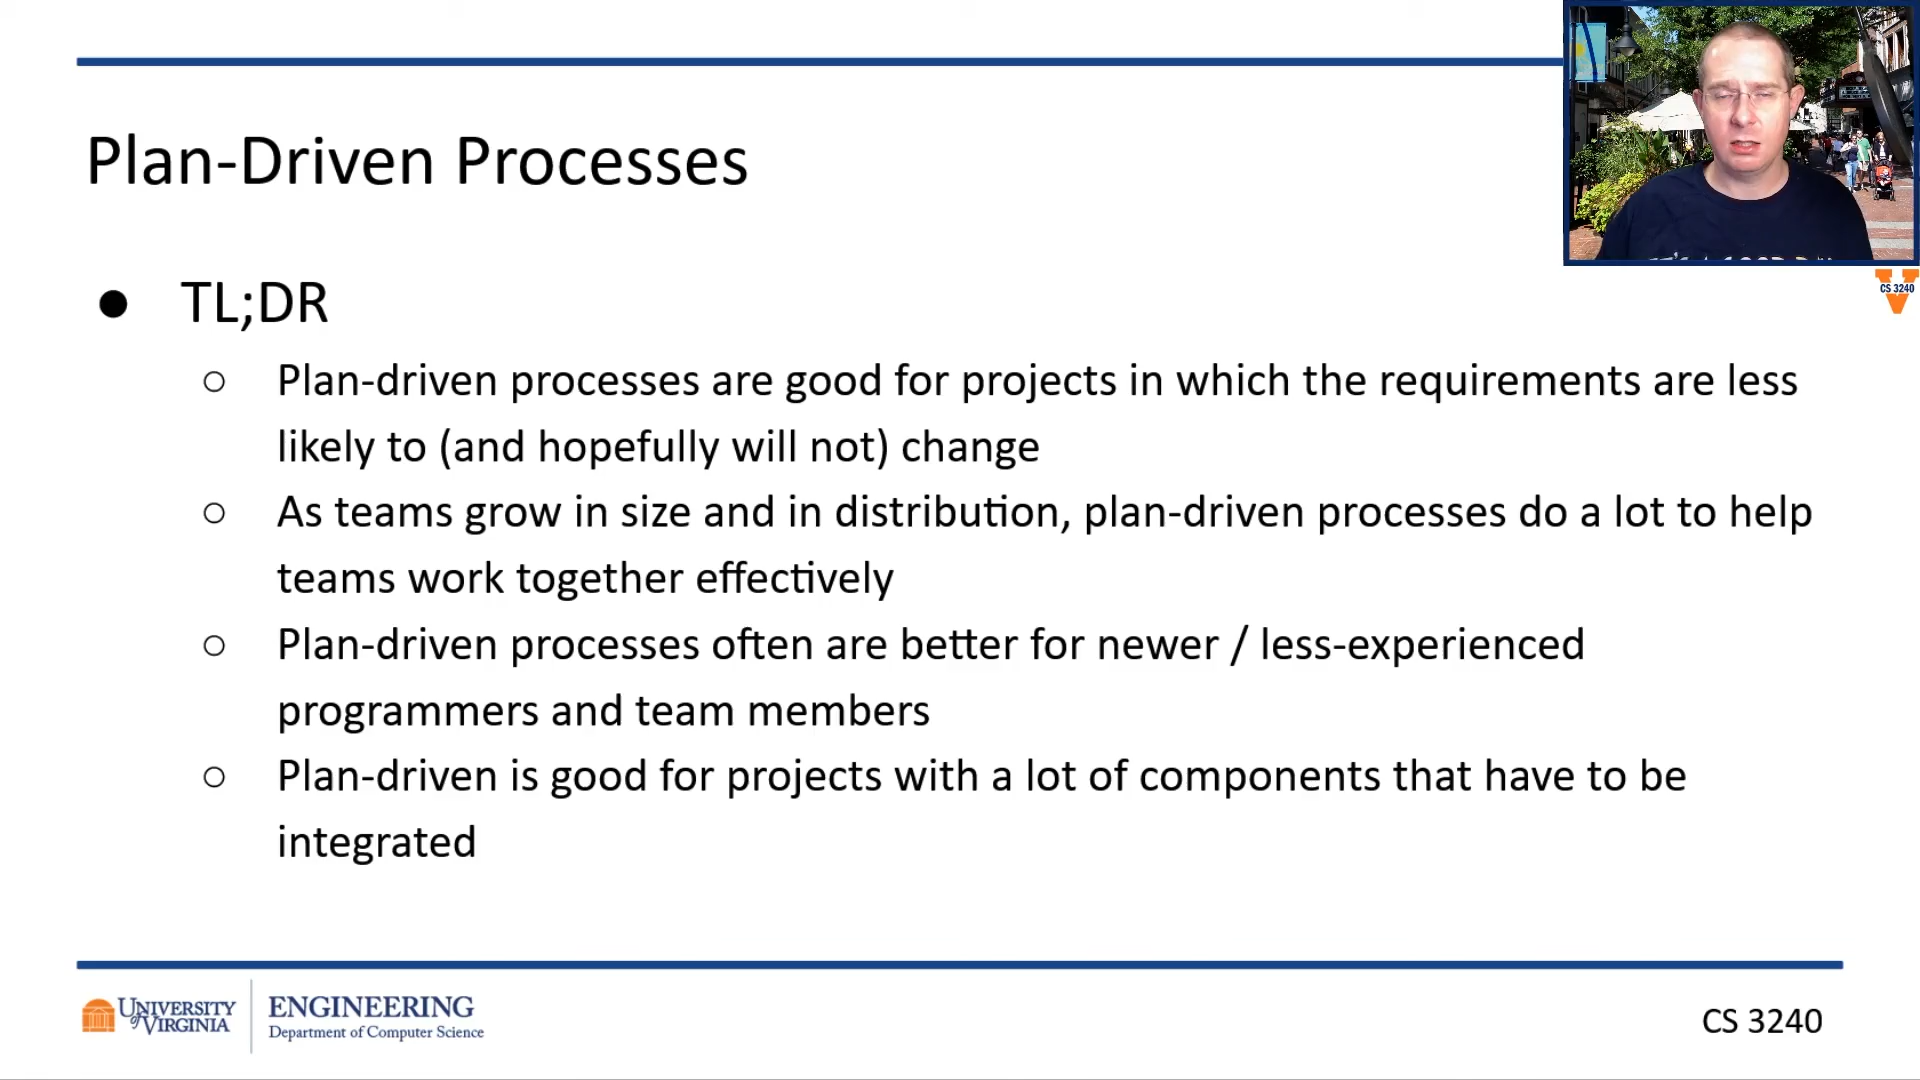 Plan-Driven Processes
● TL;DR
○ Plan-driven processes are good for projects in which the requirements are less
likely to (and hopefully will not) change
○ As teams grow in size and in distribution, plan-driven processes do a lot to help
teams work together effectively
○ Plan-driven processes often are better for newer / less-experienced
programmers and team members
○ Plan-driven is good for projects with a lot of components that have to be
integrated
CS 3240
UNIVERSITY
of VIRGINIA
ENGINEERING
Department of Computer Science
CS 3240